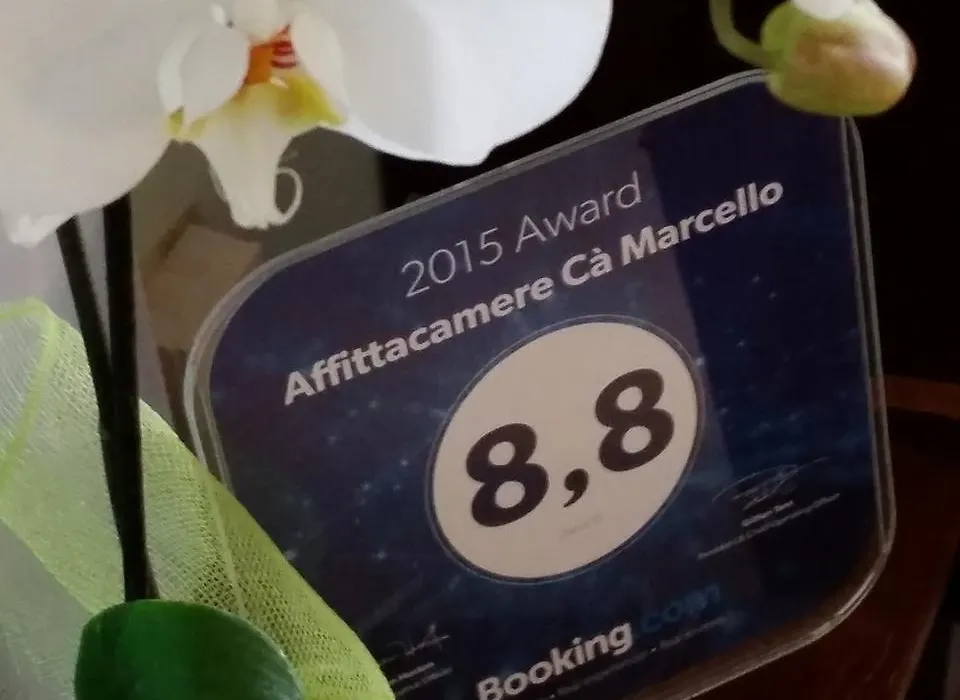 2015 Award
Affittacamere Cà Marcello
8,8
Booking.com